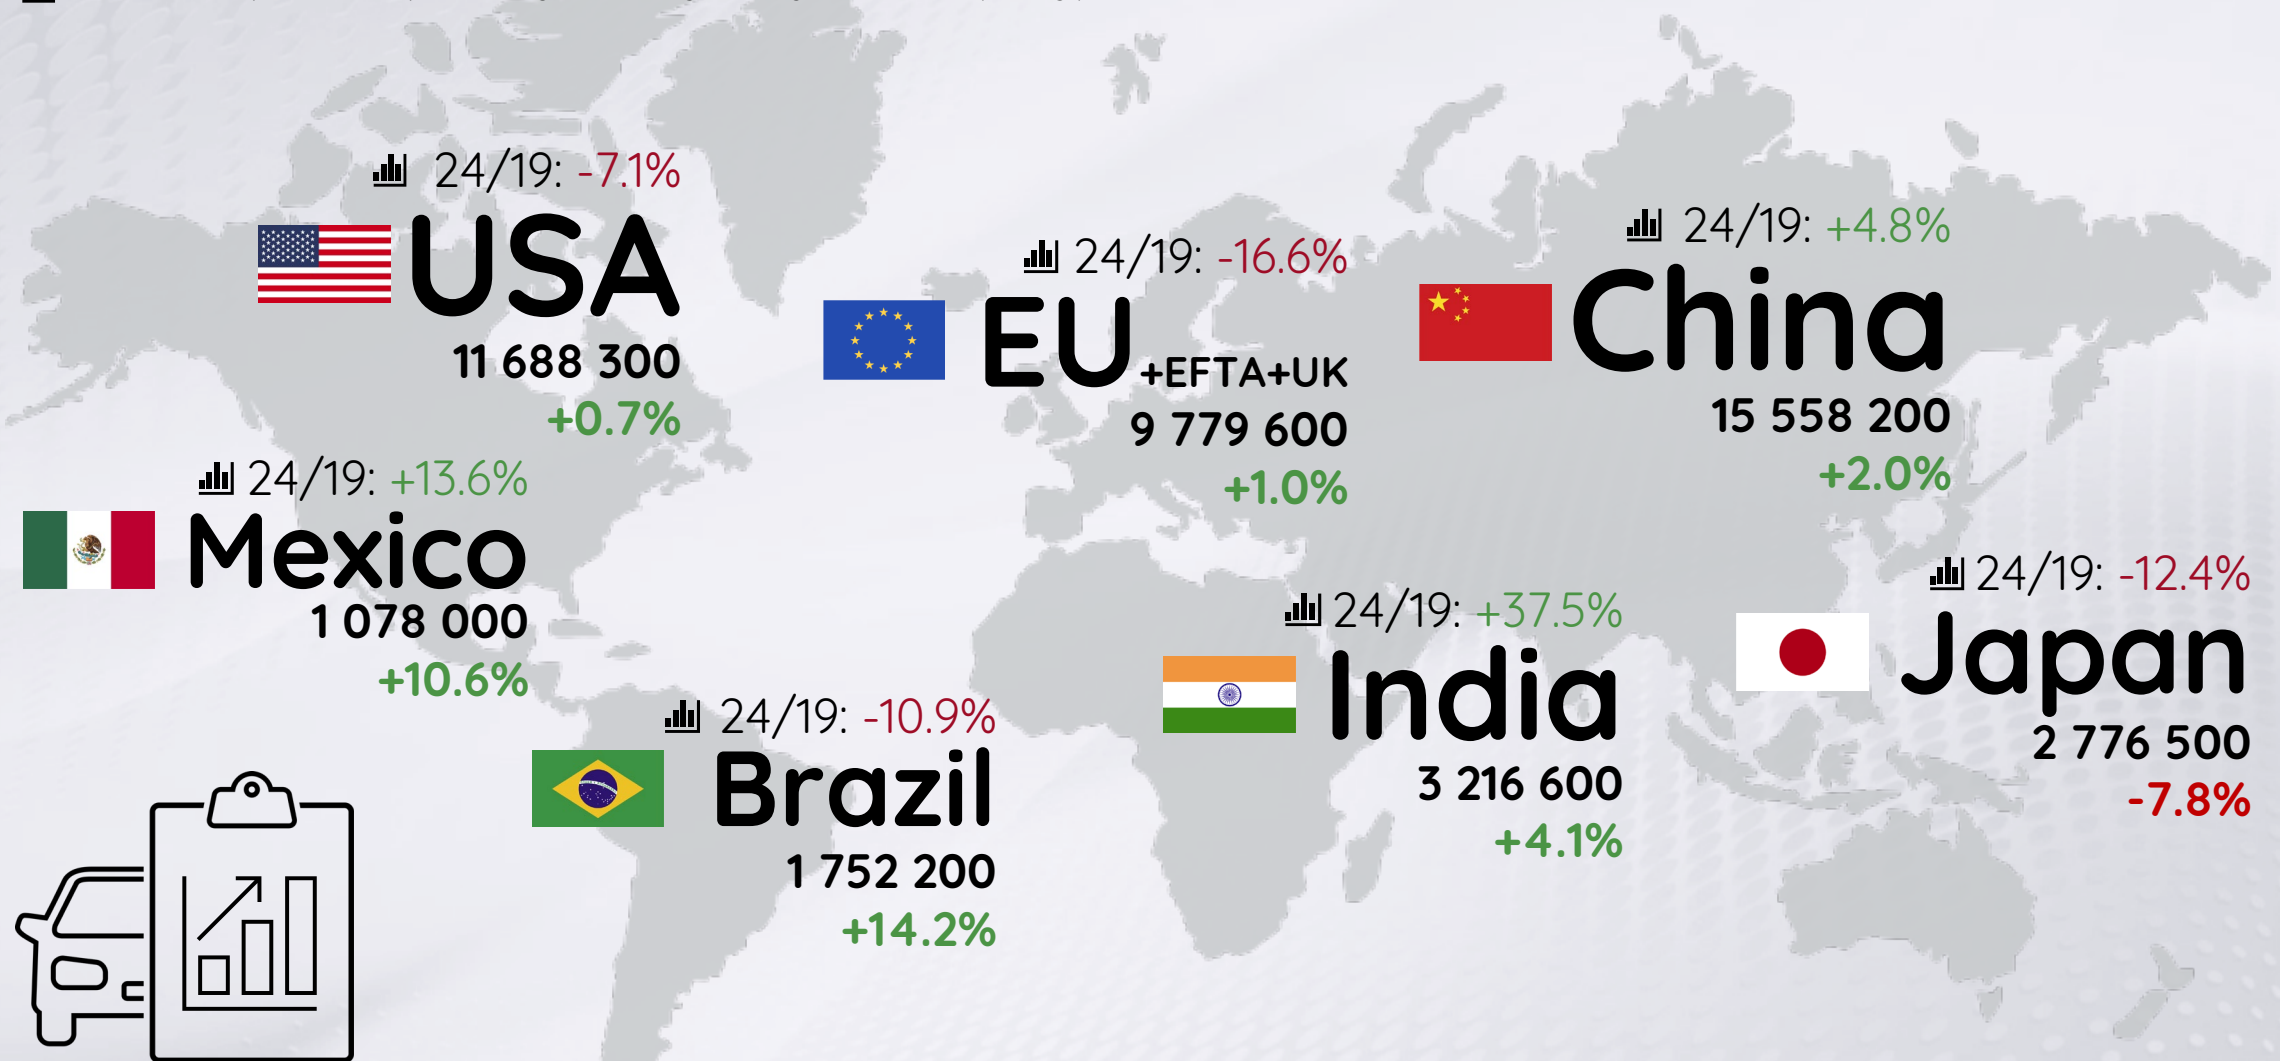 24/19: -7.1%
USA
11 688 300
+0.7%
24/19: -16.6%
EU+EFTA+UK
9 779 600
+1.0%
24/19: +4.8%
China
15 558 200
+2.0%
24/19: +13.6%
Mexico
1 078 000
+10.6%
24/19: -10.9%
Brazil
1 752 200
+14.2%
24/19: +37.5%
India
3 216 600
+4.1%
24/19: -12.4%
Japan
2 776 500
-7.8%